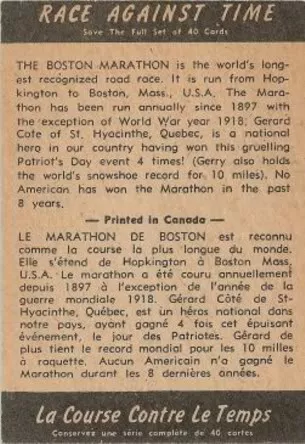 RACE AGAINST TIME
Save The Full Set of 40 Cards
THE BOSTON MARATHON is the world's long-
est recognized road race. It is run from Hop-
kington to Boston, Mass., U.S.A. The Mara-
thon has been run annually since 1897 with
the exception of World War year 1918. Gerard
Cote of St. Hyacinthe, Quebec, is a national
hero in our country having won this gruelling
Patriot's Day event 4 times! (Gerry also holds
the world's snowshoe record for 10 miles). No
American has won the Marathon in the past
8 years.
— Printed in Canada —
LE MARATHON DE BOSTON est reconnu
comme la course la plus longue du monde.
Elle s'étend de Hopkington à Boston Mass,
U.S.A. Le marathon a été couru annuellement
depuis 1897 à l'exception de l'année de la
guerre mondiale 1918. Gérard Côté de St-
Hyacinthe, Québec, est un héros national dans
notre pays, ayant gagné 4 fois cet épuisant
événement, le jour des Patriotes. Gérard de
plus tient le record mondial pour les 10 milles
à raquette. Aucun Americain n'a gagné le
Marathon durant les 8 dernières années.
La Course Contre Le Temps
Conservez une série complète de 40 cartes